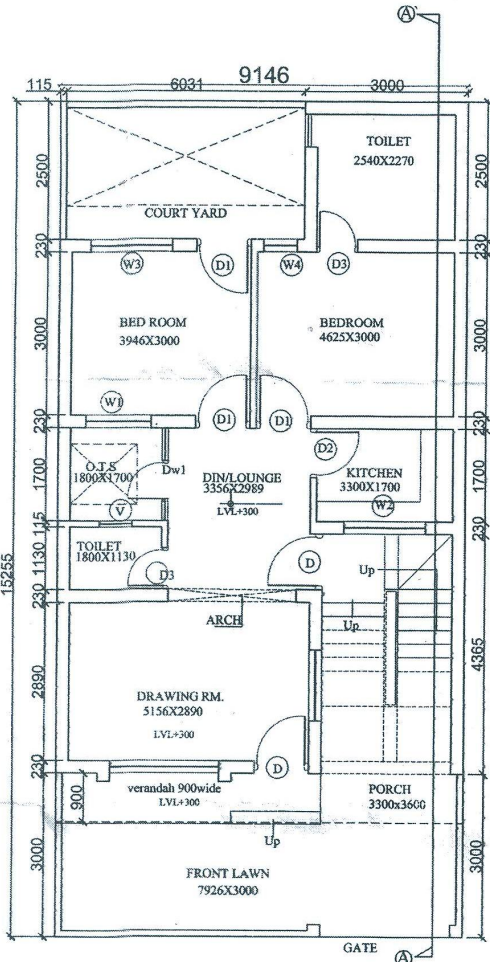 A
9146
115
6031
3000
2500
TOILET
2540X2270
2500
COURT YARD
230
W3
D1
W4
D3
230
3000
BED ROOM
3946X3000
BEDROOM
4625X3000
3000
W1
230
D1
D1
230
D2
1700
O.T.S
1800X1700
Dw1
DIN/LOUNGE
3356X2989
LVL+300
KITCHEN
3300X1700
W2
1700
V
115
230
15255
1130
TOILET
1800X1130
D3
D
Up
230
ARCH
Up
2890
DRAWING RM.
5156X2890
LVL+300
4365
230
D
900
verandah 900wide
LVL+300
PORCH
3300x3600
Up
3000
FRONT LAWN
7926X3000
3000
GATE
A